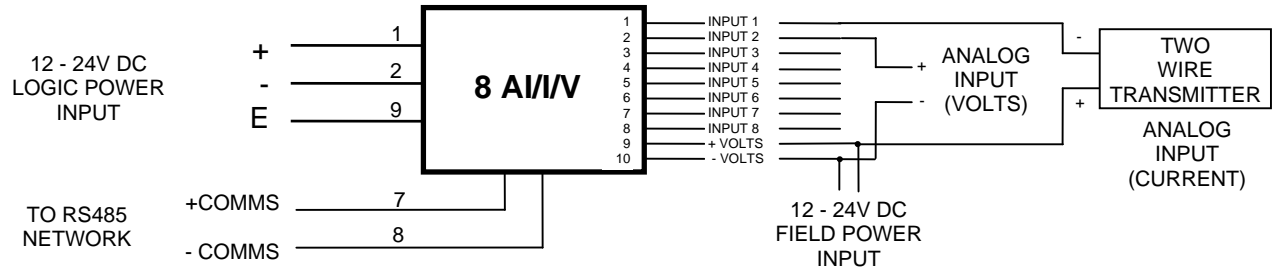 12 - 24V DC
LOGIC POWER
INPUT
+
-
E
1
2
9
8 AI/I/V
1
2
3
4
5
6
7
8
9
10
INPUT 1
INPUT 2
INPUT 3
INPUT 4
INPUT 5
INPUT 6
INPUT 7
INPUT 8
+ VOLTS
- VOLTS
+
-
ANALOG
INPUT
(VOLTS)
-
+
TWO
WIRE
TRANSMITTER
ANALOG
INPUT
(CURRENT)
12 - 24V DC
FIELD POWER
INPUT
TO RS485
NETWORK
+COMMS
7
- COMMS
8